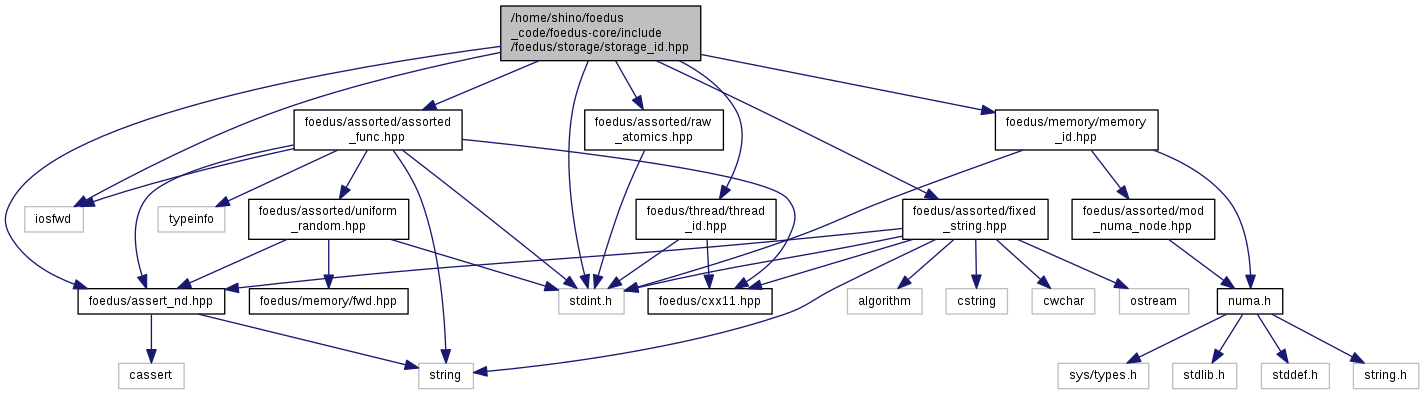 /home/shino/foedus
_code/foedus-core/include
/foedus/storage/storage_id.hpp
foedus/assorted/assorted
_func.hpp
foedus/assorted/raw
_atomics.hpp
foedus/memory/memory
_id.hpp
iosfwd
typeinfo
foedus/assorted/uniform
_random.hpp
foedus/thread/thread
_id.hpp
foedus/assorted/fixed
_string.hpp
foedus/assorted/mod
_numa_node.hpp
foedus/assert_nd.hpp
foedus/memory/fwd.hpp
stdint.h
foedus/cxx11.hpp
algorithm
cstring
cwchar
ostream
numa.h
cassert
string
sys/types.h
stdlib.h
stddef.h
string.h